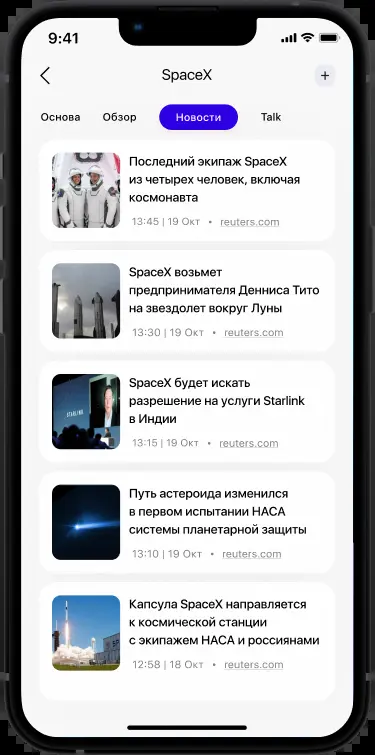 9:41
SpaceX
+
Основа Обзор Новости Talk
Последний экипаж SpaceX
из четырех человек, включая
космонавта
13:45 | 19 Окт • reuters.com
SpaceX возьмет
предпринимателя Денниса Тито
на звездолет вокруг Луны
13:30 | 19 Окт • reuters.com
STARLINK
SpaceX будет искать
разрешение на услуги Starlink
в Индии
13:15 | 19 Окт • reuters.com
Путь астероида изменился
в первом испытании НАСА
системы планетарной защиты
13:10 | 19 Окт • reuters.com
Капсула SpaceX направляется
к космической станции
с экипажем НАСА и россиянами
12:58 | 18 Окт • reuters.com